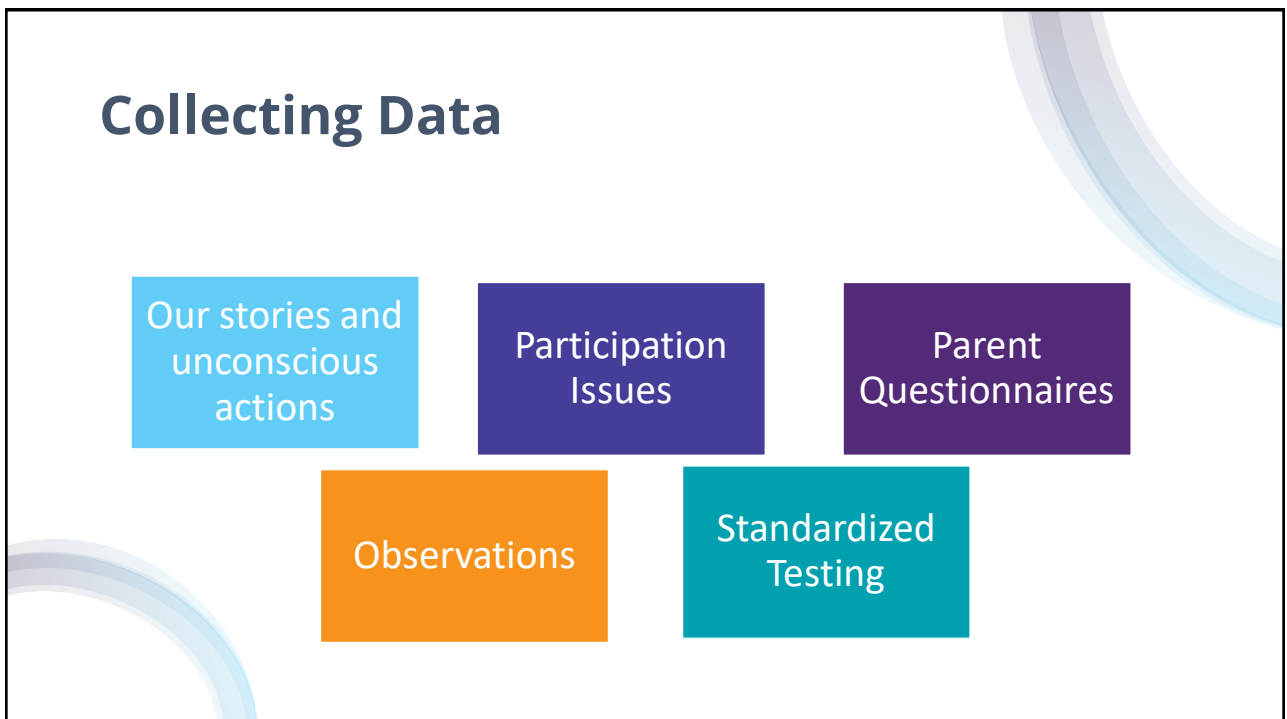 Collecting Data
Our stories and
unconscious
actions
Participation
Issues
Parent
Questionnaires
Observations
Standardized
Testing